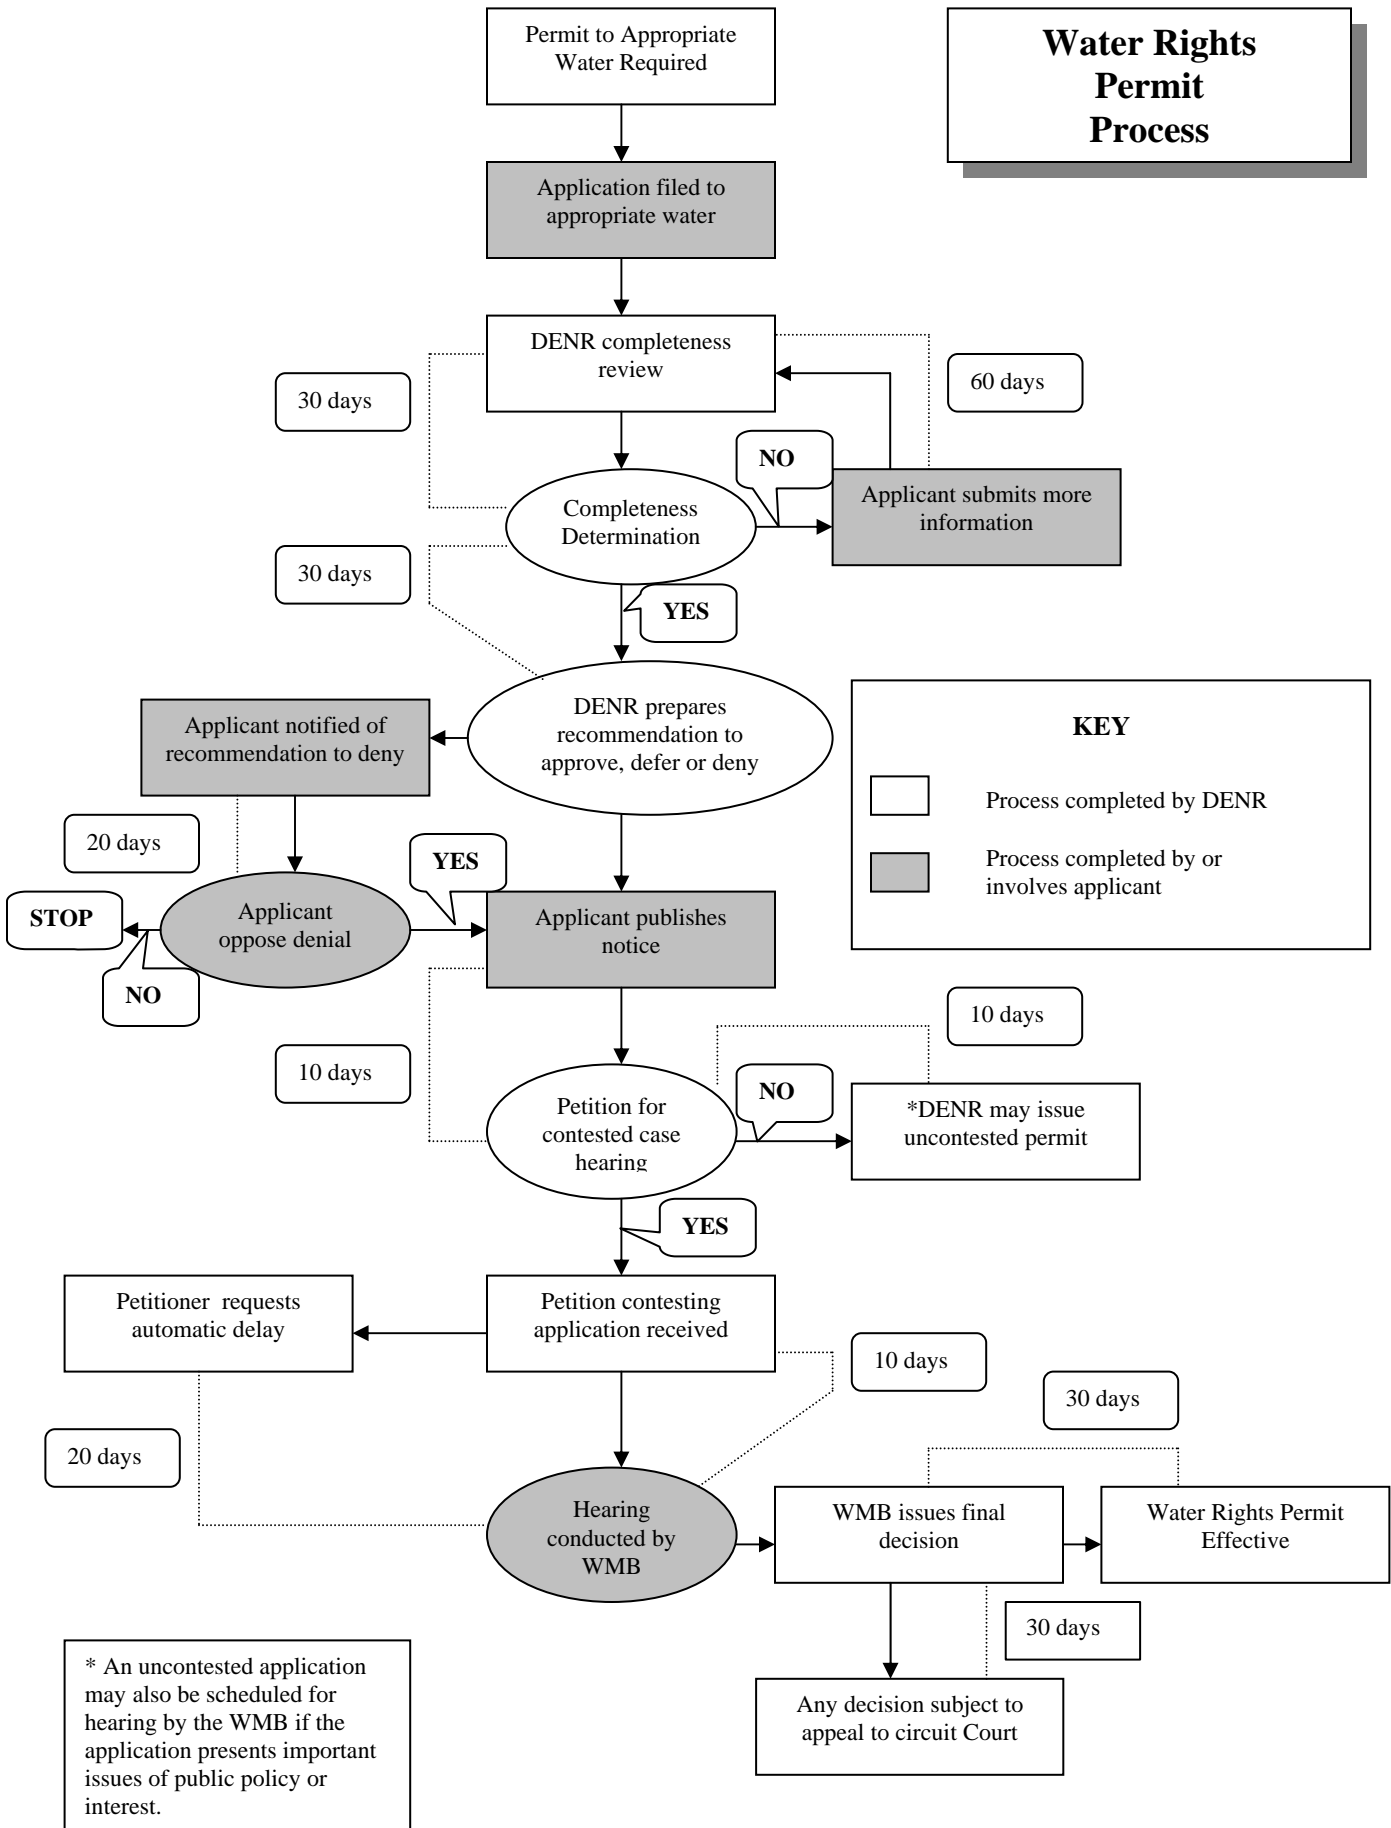 Permit to Appropriate
Water Required
Water Rights
Permit
Process
Application filed to
appropriate water
DENR completeness
review
30 days
60 days
NO
Applicant submits more
information
Completeness
Determination
30 days
YES
DENR prepares
recommendation to
approve, defer or deny
Applicant notified of
recommendation to deny
KEY
Process completed by DENR
Process completed by or
involves applicant
20 days
YES
STOP
Applicant
oppose denial
Applicant publishes
notice
NO
10 days
10 days
Petition for
contested case
hearing
NO
*DENR may issue
uncontested permit
YES
Petitioner  requests
automatic delay
Petition contesting
application received
10 days
30 days
20 days
Hearing
conducted by
WMB
WMB issues final
decision
Water Rights Permit
Effective
30 days
Any decision subject to
appeal to circuit Court
* An uncontested application
may also be scheduled for
hearing by the WMB if the
application presents important
issues of public policy or
interest.